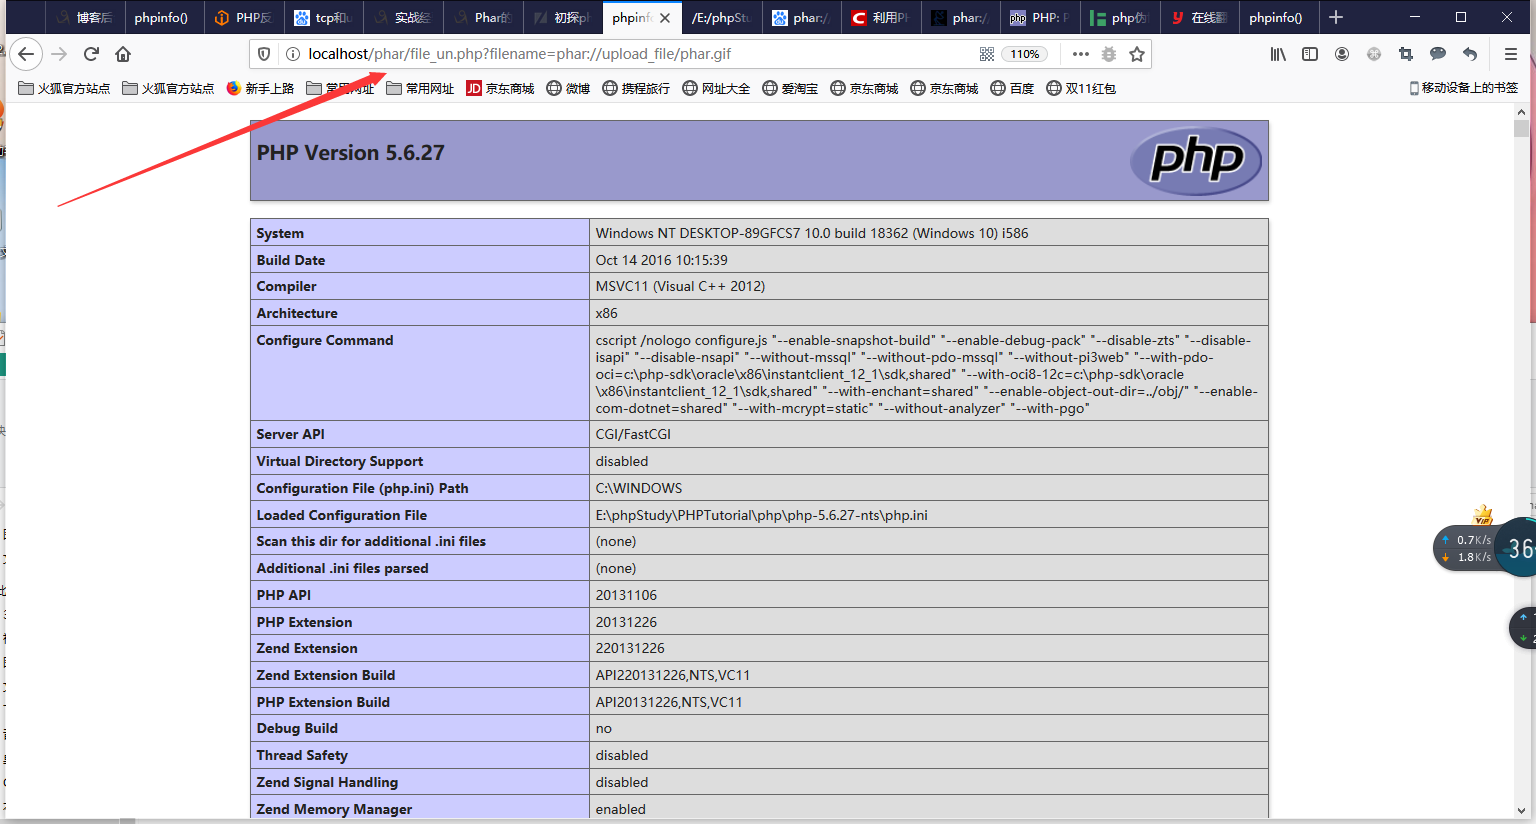 博客后 phpinfo() PHP反 tcp和u 实战经 Phar的 初探ph phpinfo /E:/phpStu phar:/ 利用PH phar:/ PHP: P php伪 在线翻 phpinfo()
localhost/phar/file_un.php?filename=phar://upload_file/phar.gif 110%
火狐官方站点 火狐官方站点 新手上路 常用网址 常用网址 JD 京东商城 微博 携程旅行 网址大全 爱淘宝 京东商城 京东商城 百度 双11红包 移动设备上的书签
PHP Version 5.6.27 php
System Windows NT DESKTOP-89GFCS7 10.0 build 18362 (Windows 10) i586
Build Date Oct 14 2016 10:15:39
Compiler MSVC11 (Visual C++ 2012)
Architecture x86
Configure Command cscript /nologo configure.js "--enable-snapshot-build" "--enable-debug-pack" "--disable-zts" "--disable-
isapi" "--disable-nsapi" "--without-mssql" "--without-pdo-mssql" "--without-pi3web" "--with-pdo-
oci=c:\php-sdk\oracle\x86\instantclient_12_1\sdk,shared" "--with-oci8-12c=c:\php-sdk\oracle
\x86\instantclient_12_1\sdk,shared" "--with-enchant=shared" "--enable-object-out-dir=../obj/" "--enable-
com-dotnet=shared" "--with-mcrypt=static" "--without-analyzer" "--with-pgo"
Server API CGI/FastCGI
Virtual Directory Support disabled
Configuration File (php.ini) Path C:\WINDOWS
Loaded Configuration File E:\phpStudy\PHPTutorial\php\php-5.6.27-nts\php.ini
Scan this dir for additional .ini files (none)
Additional .ini files parsed (none)
PHP API 20131106
PHP Extension 20131226
Zend Extension 220131226
Zend Extension Build API220131226,NTS,VC11
PHP Extension Build API20131226,NTS,VC11
Debug Build no
Thread Safety disabled
Zend Signal Handling disabled
Zend Memory Manager enabled
VIP
0.7K/s
1.8K/s
36